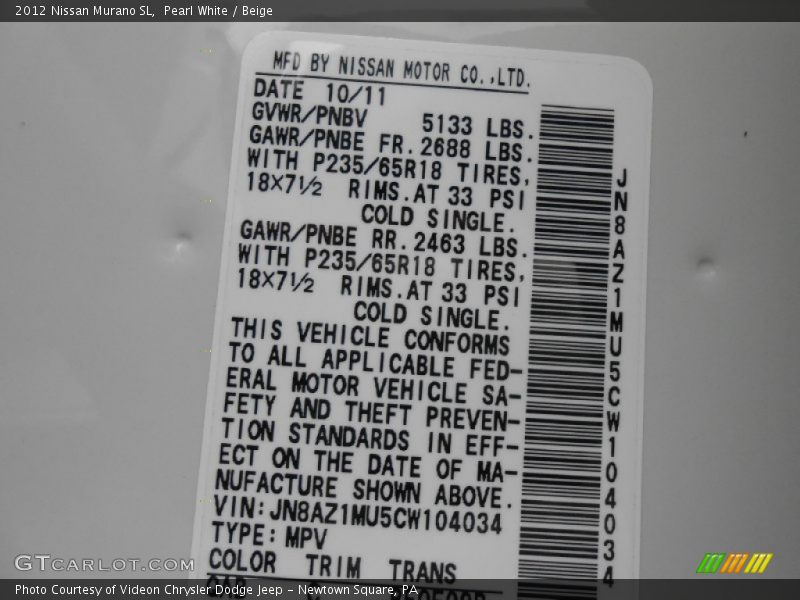 2012 Nissan Murano SL,  Pearl White / Beige
MFD BY NISSAN MOTOR CO.,LTD.
DATE 10/11
GVWR/PNBV 5133 LBS.
GAWR/PNBE FR. 2688 LBS.
WITH P235/65R18 TIRES,
18X7½ RIMS. AT 33 PSI
COLD SINGLE.
GAWR/PNBE RR. 2463 LBS.
WITH P235/65R18 TIRES,
18X7½ RIMS. AT 33 PSI
COLD SINGLE.
THIS VEHICLE CONFORMS
TO ALL APPLICABLE FED-
ERAL MOTOR VEHICLE SA-
FETY AND THEFT PREVEN-
TION STANDARDS IN EFF-
ECT ON THE DATE OF MA-
NUFACTURE SHOWN ABOVE.
VIN: JN8AZ1MU5CW104034
TYPE: MPV
COLOR TRIM TRANS
JN8AZ1MU5CW104034
GTCARLOT.COM
Photo Courtesy of Videon Chrysler Dodge Jeep - Newtown Square, PA